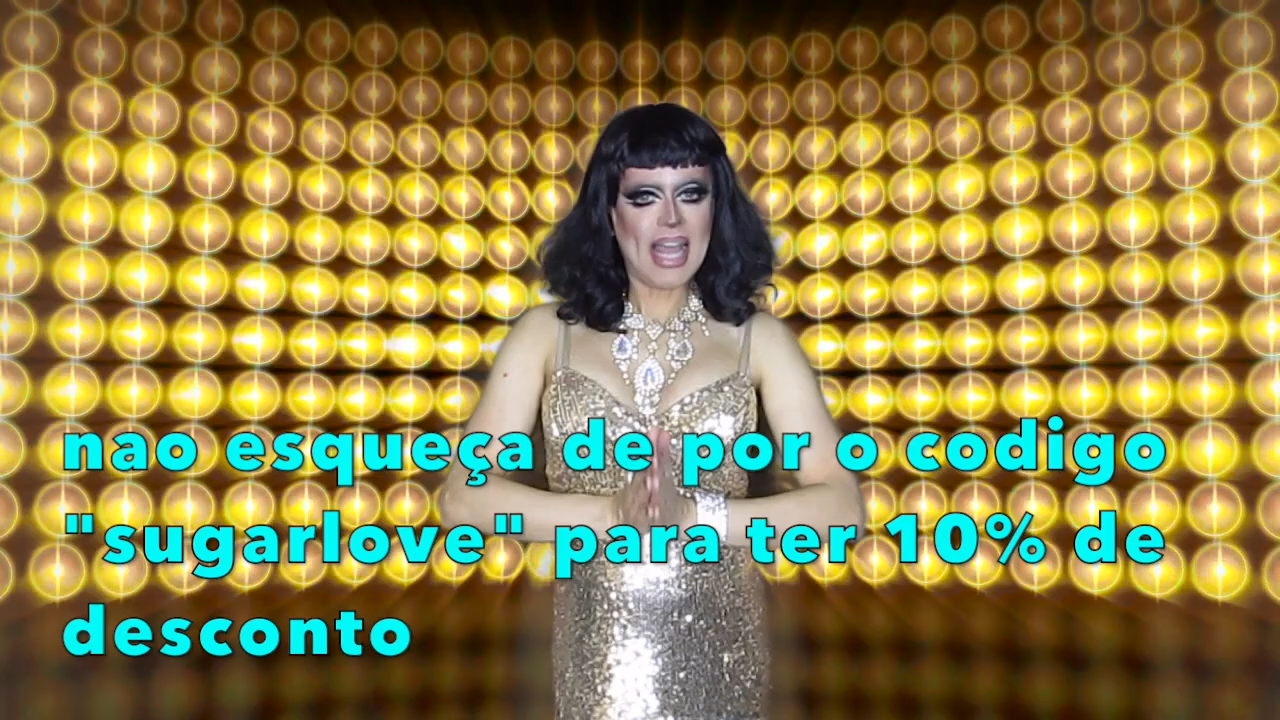 nao esqueça de por o codigo
"sugarlove" para ter 10% de
desconto